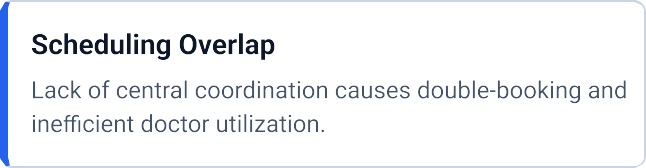 Scheduling Overlap
Lack of central coordination causes double-booking and
inefficient doctor utilization.